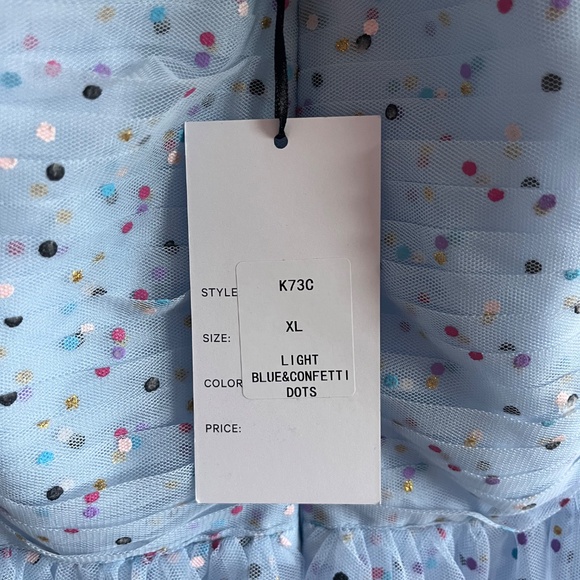 STYLE K73C
SIZE: XL
COLOR LIGHT
BLUE&CONFETTI
DOTS
PRICE: